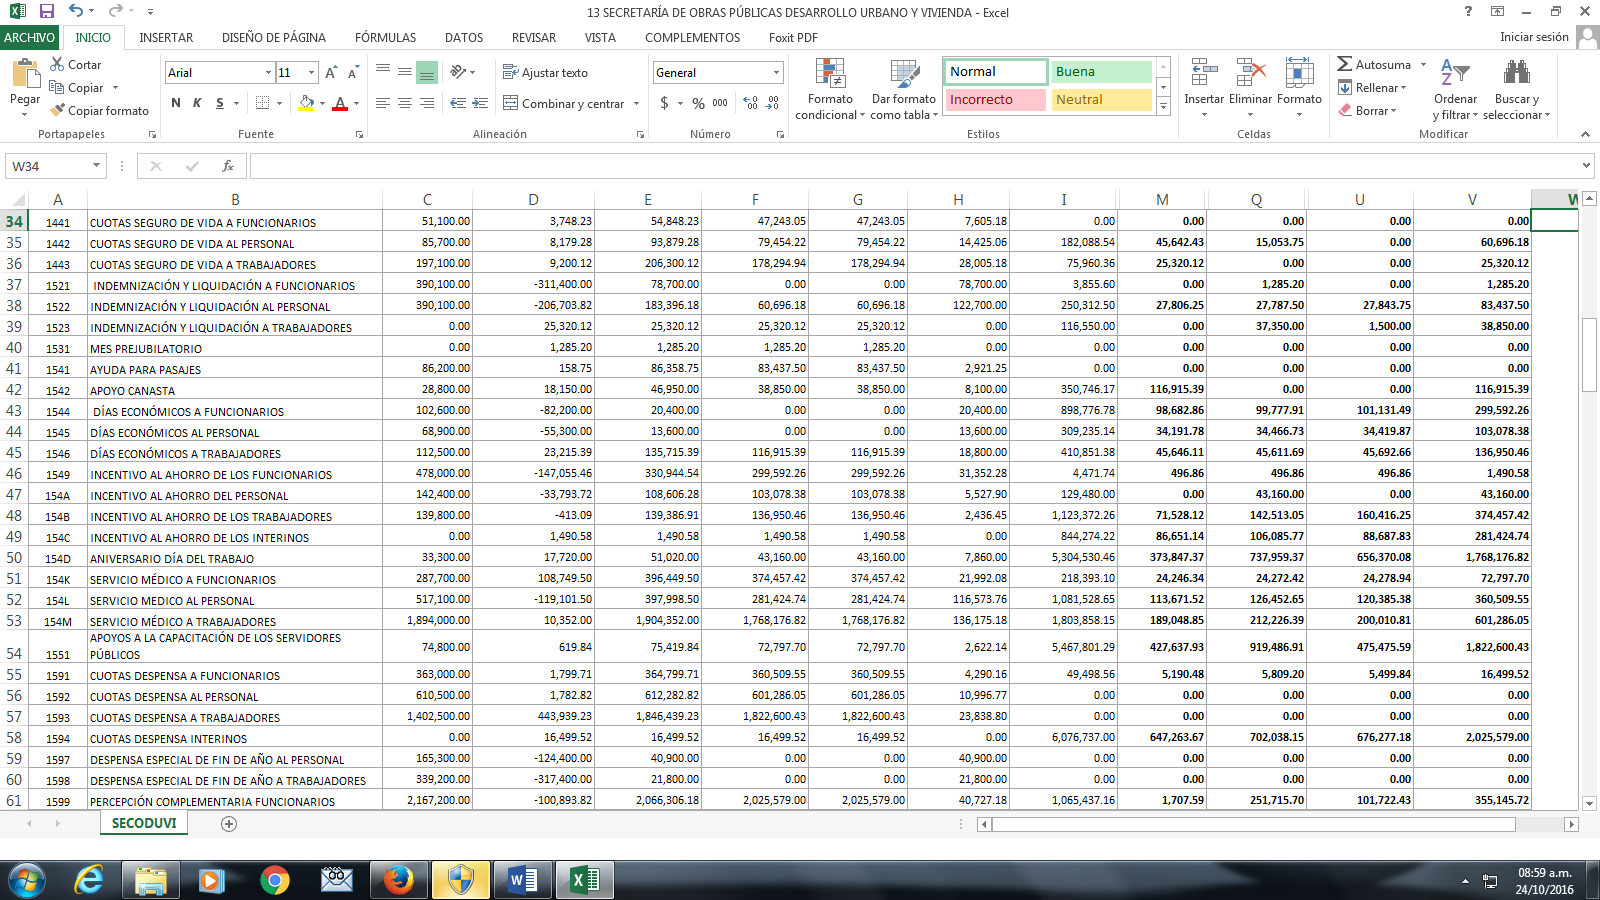 13 SECRETARÍA DE OBRAS PÚBLICAS DESARROLLO URBANO Y VIVIENDA - Excel
ARCHIVO INICIO INSERTAR DISEÑO DE PÁGINA FÓRMULAS DATOS REVISAR VISTA COMPLEMENTOS Foxit PDF Iniciar sesión
Pegar
Cortar
Copiar
Copiar formato
Portapapeles
Arial 11
N K S
Fuente
Ajustar texto
Combinar y centrar
Alineación
General
$ % 000
Número
Formato condicional
Dar formato como tabla
Normal Buena
Incorrecto Neutral
Estilos
Insertar Eliminar Formato
Celdas
Autosuma
Rellenar
Borrar
Ordenar y filtrar
Buscar y seleccionar
Modificar
W34 fx
A B C D E F G H I M Q U V W
34 1441 CUOTAS SEGURO DE VIDA A FUNCIONARIOS 51,100.00 3,748.23 54,848.23 47,243.05 47,243.05 7,605.18 0.00 0.00 0.00 0.00 0.00
35 1442 CUOTAS SEGURO DE VIDA AL PERSONAL 85,700.00 8,179.28 93,879.28 79,454.22 79,454.22 14,425.06 182,088.54 45,642.43 15,053.75 0.00 60,696.18
36 1443 CUOTAS SEGURO DE VIDA A TRABAJADORES 197,100.00 9,200.12 206,300.12 178,294.94 178,294.94 28,005.18 75,960.36 25,320.12 0.00 0.00 25,320.12
37 1521 INDEMNIZACIÓN Y LIQUIDACIÓN A FUNCIONARIOS 390,100.00 -311,400.00 78,700.00 0.00 0.00 78,700.00 3,855.60 0.00 1,285.20 0.00 1,285.20
38 1522 INDEMNIZACIÓN Y LIQUIDACIÓN AL PERSONAL 390,100.00 -206,703.82 183,396.18 60,696.18 60,696.18 122,700.00 250,312.50 27,806.25 27,787.50 27,843.75 83,437.50
39 1523 INDEMNIZACIÓN Y LIQUIDACIÓN A TRABAJADORES 0.00 25,320.12 25,320.12 25,320.12 25,320.12 0.00 116,550.00 0.00 37,350.00 1,500.00 38,850.00
40 1531 MES PREJUBILATORIO 0.00 1,285.20 1,285.20 1,285.20 1,285.20 0.00 0.00 0.00 0.00 0.00 0.00
41 1541 AYUDA PARA PASAJES 86,200.00 158.75 86,358.75 83,437.50 83,437.50 2,921.25 0.00 0.00 0.00 0.00 0.00
42 1542 APOYO CANASTA 28,800.00 18,150.00 46,950.00 38,850.00 38,850.00 8,100.00 350,746.17 116,915.39 0.00 0.00 116,915.39
43 1544 DÍAS ECONÓMICOS A FUNCIONARIOS 102,600.00 -82,200.00 20,400.00 0.00 0.00 20,400.00 898,776.78 98,682.86 99,777.91 101,131.49 299,592.26
44 1545 DÍAS ECONÓMICOS AL PERSONAL 68,900.00 -55,300.00 13,600.00 0.00 0.00 13,600.00 309,235.14 34,191.78 34,466.73 34,419.87 103,078.38
45 1546 DÍAS ECONÓMICOS A TRABAJADORES 112,500.00 23,215.39 135,715.39 116,915.39 116,915.39 18,800.00 410,851.38 45,646.11 45,611.69 45,692.66 136,950.46
46 1549 INCENTIVO AL AHORRO DE LOS FUNCIONARIOS 478,000.00 -147,055.46 330,944.54 299,592.26 299,592.26 31,352.28 4,471.74 496.86 496.86 496.86 1,490.58
47 154A INCENTIVO AL AHORRO DEL PERSONAL 142,400.00 -33,793.72 108,606.28 103,078.38 103,078.38 5,527.90 129,480.00 0.00 43,160.00 0.00 43,160.00
48 154B INCENTIVO AL AHORRO DE LOS TRABAJADORES 139,800.00 -413.09 139,386.91 136,950.46 136,950.46 2,436.45 1,123,372.26 71,528.12 142,513.05 160,416.25 374,457.42
49 154C INCENTIVO AL AHORRO DE LOS INTERINOS 0.00 1,490.58 1,490.58 1,490.58 1,490.58 0.00 844,274.22 86,651.14 106,085.77 88,687.83 281,424.74
50 154D ANIVERSARIO DÍA DEL TRABAJO 33,300.00 17,720.00 51,020.00 43,160.00 43,160.00 7,860.00 5,304,530.46 373,847.37 737,959.37 656,370.08 1,768,176.82
51 154K SERVICIO MÉDICO A FUNCIONARIOS 287,700.00 108,749.50 396,449.50 374,457.42 374,457.42 21,992.08 218,393.10 24,246.34 24,272.42 24,278.94 72,797.70
52 154L SERVICIO MEDICO AL PERSONAL 517,100.00 -119,101.50 397,998.50 281,424.74 281,424.74 116,573.76 1,081,528.65 113,671.52 126,452.65 120,385.38 360,509.55
53 154M SERVICIO MÉDICO A TRABAJADORES 1,894,000.00 10,352.00 1,904,352.00 1,768,176.82 1,768,176.82 136,175.18 1,803,858.15 189,048.85 212,226.39 200,010.81 601,286.05
54 1551 APOYOS A LA CAPACITACIÓN DE LOS SERVIDORES PÚBLICOS 74,800.00 619.84 75,419.84 72,797.70 72,797.70 2,622.14 5,467,801.29 427,637.93 919,486.91 475,475.59 1,822,600.43
55 1591 CUOTAS DESPENSA A FUNCIONARIOS 363,000.00 1,799.71 364,799.71 360,509.55 360,509.55 4,290.16 49,498.56 5,190.48 5,809.20 5,499.84 16,499.52
56 1592 CUOTAS DESPENSA AL PERSONAL 610,500.00 1,782.82 612,282.82 601,286.05 601,286.05 10,996.77 0.00 0.00 0.00 0.00 0.00
57 1593 CUOTAS DESPENSA A TRABAJADORES 1,402,500.00 443,939.23 1,846,439.23 1,822,600.43 1,822,600.43 23,838.80 0.00 0.00 0.00 0.00 0.00
58 1594 CUOTAS DESPENSA INTERINOS 0.00 16,499.52 16,499.52 16,499.52 16,499.52 0.00 6,076,737.00 647,263.67 702,038.15 676,277.18 2,025,579.00
59 1597 DESPENSA ESPECIAL DE FIN DE AÑO AL PERSONAL 165,300.00 -124,400.00 40,900.00 0.00 0.00 40,900.00 0.00 0.00 0.00 0.00 0.00
60 1598 DESPENSA ESPECIAL DE FIN DE AÑO A TRABAJADORES 339,200.00 -317,400.00 21,800.00 0.00 0.00 21,800.00 0.00 0.00 0.00 0.00 0.00
61 1599 PERCEPCIÓN COMPLEMENTARIA FUNCIONARIOS 2,167,200.00 -100,893.82 2,066,306.18 2,025,579.00 2,025,579.00 40,727.18 1,065,437.16 1,707.59 251,715.70 101,722.43 355,145.72
SECODUVI
08:59 a.m.
24/10/2016